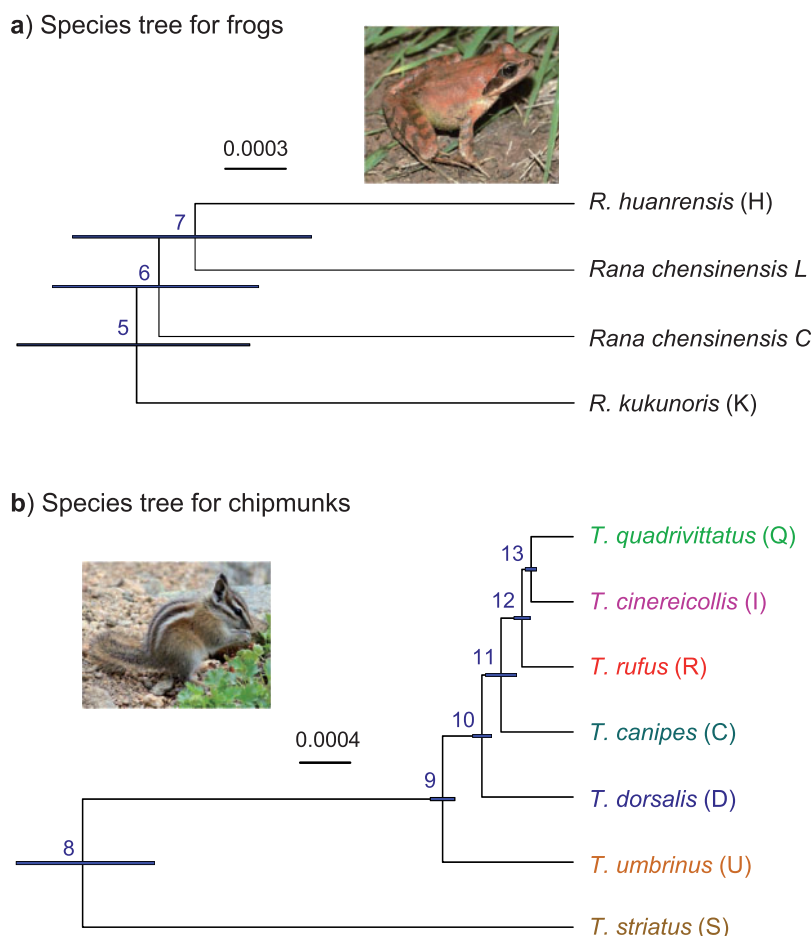 a) Species tree for frogs
0.0003
7
R. huanrensis (H)
6
Rana chensinensis L
5
Rana chensinensis C
R. kukunoris (K)
b) Species tree for chipmunks
13
T. quadrivittatus (Q)
12
T. cinereicollis (I)
11
T. rufus (R)
10
T. canipes (C)
0.0004
9
T. dorsalis (D)
8
T. umbrinus (U)
T. striatus (S)